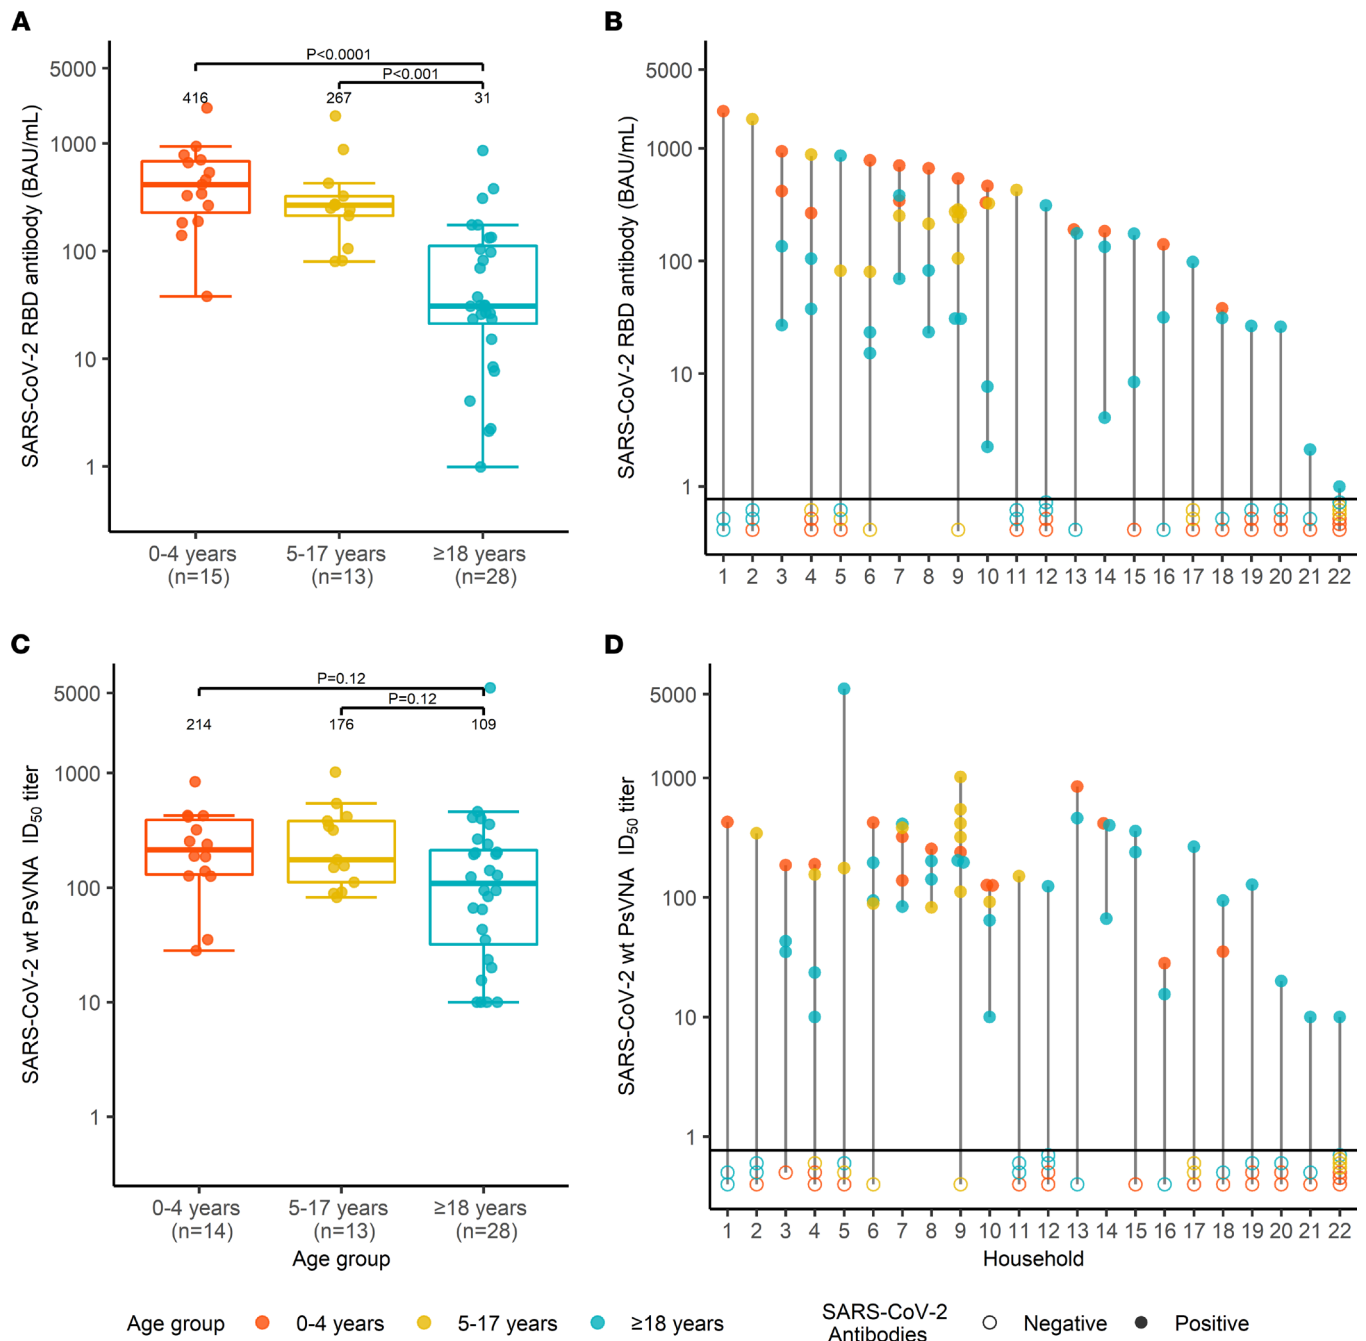 A
SARS-CoV-2 RBD antibody (BAU/mL)
5000
1000
100
10
1
P<0.0001
P<0.001
416
267
31
0-4 years
(n=15)
5-17 years
(n=13)
≥18 years
(n=28)
B
SARS-CoV-2 RBD antibody (BAU/mL)
5000
1000
100
10
1
1 2 3 4 5 6 7 8 9 10 11 12 13 14 15 16 17 18 19 20 21 22
C
SARS-CoV-2 wt PsVNA ID50 titer
5000
1000
100
10
1
P=0.12
P=0.12
214
176
109
0-4 years
(n=14)
5-17 years
(n=13)
≥18 years
(n=28)
Age group
D
SARS-CoV-2 wt PsVNA ID50 titer
5000
1000
100
10
1
1 2 3 4 5 6 7 8 9 10 11 12 13 14 15 16 17 18 19 20 21 22
Household
Age group 0-4 years 5-17 years ≥18 years
SARS-CoV-2
Antibodies
Negative Positive